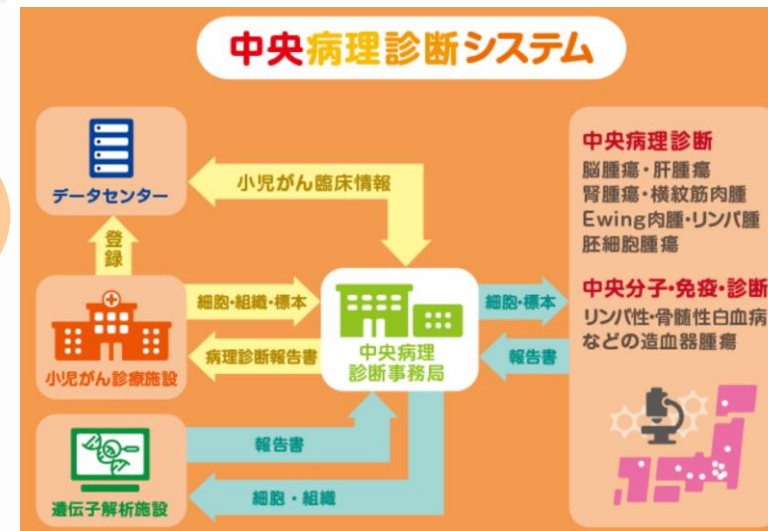 中央病理診断システム
データセンター
小児がん臨床情報
登録
小児がん診療施設
細胞・組織・標本
病理診断報告書
中央病理
診断事務局
細胞・標本
報告書
遺伝子解析施設
報告書
細胞・組織
中央病理診断
脳腫瘍・肝腫瘍
腎腫瘍・横紋筋肉腫
Ewing肉腫・リンパ腫
胚細胞腫瘍
中央分子・免疫・診断
リンパ性・骨髄性白血病
などの造血器腫瘍